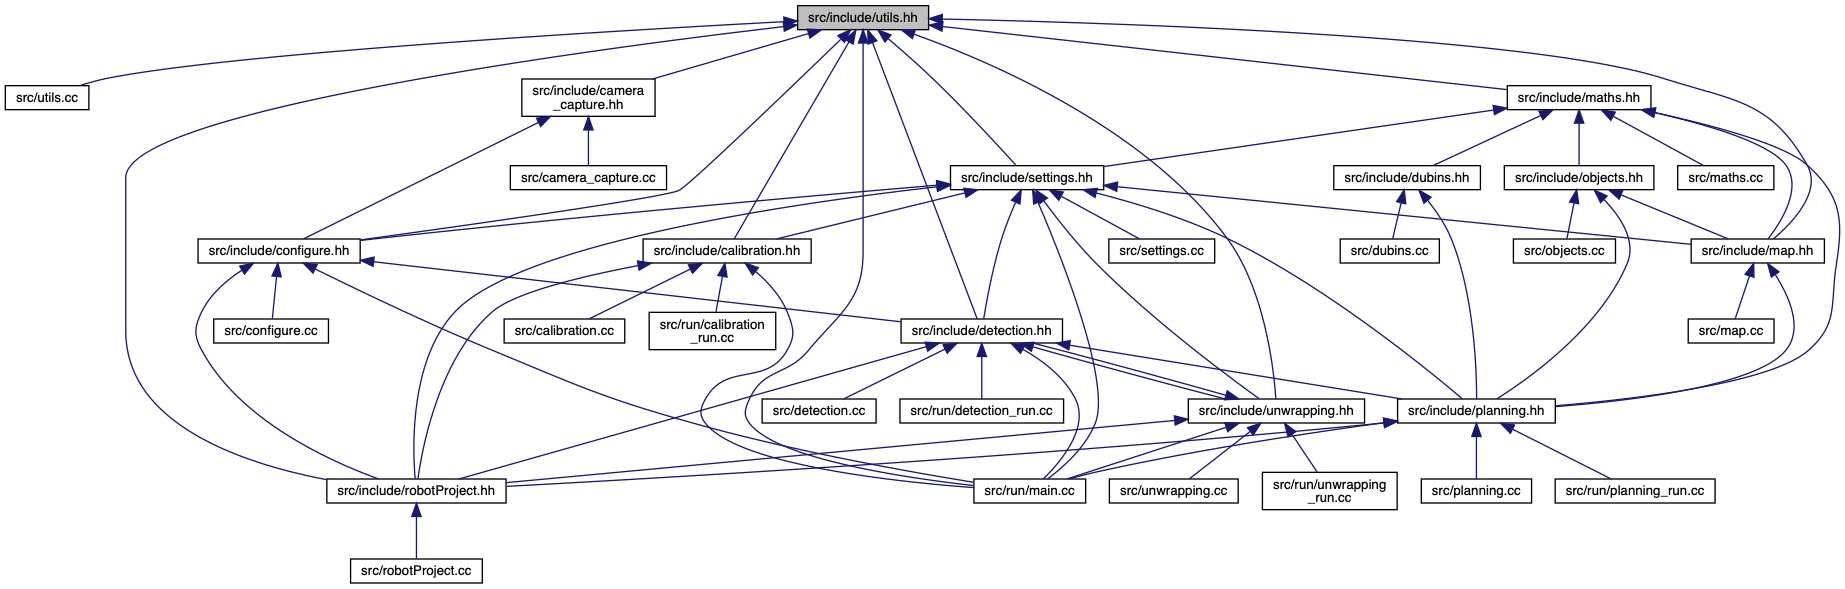 src/include/utils.hh
src/utils.cc
src/include/camera
_capture.hh
src/include/maths.hh
src/camera_capture.cc
src/include/settings.hh
src/include/dubins.hh
src/include/objects.hh
src/maths.cc
src/include/configure.hh
src/include/calibration.hh
src/settings.cc
src/dubins.cc
src/objects.cc
src/include/map.hh
src/configure.cc
src/calibration.cc
src/run/calibration
_run.cc
src/include/detection.hh
src/map.cc
src/detection.cc
src/run/detection_run.cc
src/include/unwrapping.hh
src/include/planning.hh
src/include/robotProject.hh
src/run/main.cc
src/unwrapping.cc
src/run/unwrapping
_run.cc
src/planning.cc
src/run/planning_run.cc
src/robotProject.cc